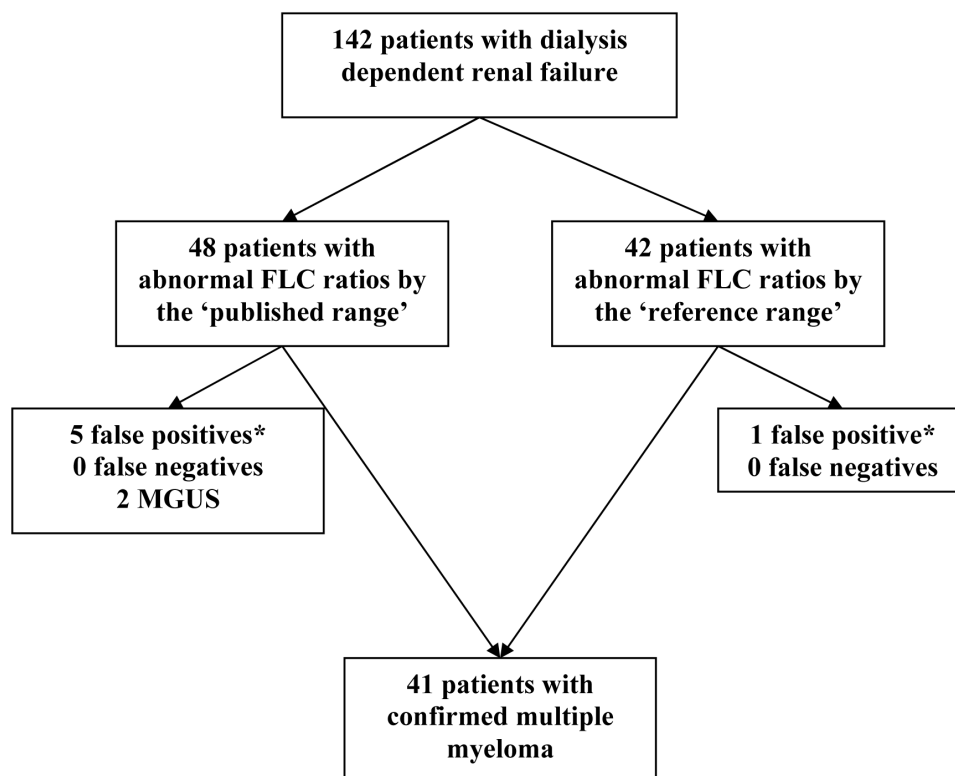 142 patients with dialysis
dependent renal failure
48 patients with
abnormal FLC ratios by
the ‘published range’
42 patients with
abnormal FLC ratios by
the ‘reference range’
5 false positives*
0 false negatives
2 MGUS
1 false positive*
0 false negatives
41 patients with
confirmed multiple
myeloma